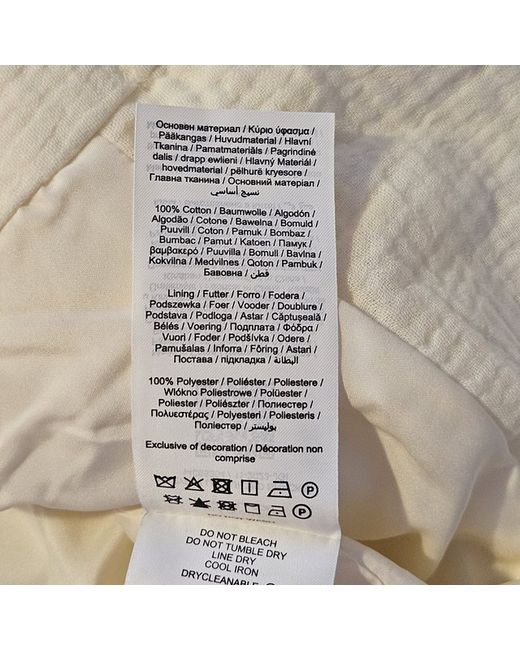 Основен материал / Κύριο ύφασμα /
Pääkangas / Huvudmaterial / Hlavní
Tkanina / Pamatmateriāls / Pagrindinė
dalis / drapp ewlieni / Hlavný Materiál /
hovedmaterial / pëlhurë kryesore /
Главна тканина / Основний матеріал /
نسيج أساسي
100% Cotton / Baumwolle / Algodón /
Algodão / Cotone / Bawełna / Bomuld /
Puuvill / Coton / Pamuk / Bombaz /
Bumbac / Pamut / Katoen / Памук /
βαμβακερό / Puuvilla / Bomull / Bavlna /
Kokvilna / Medvilnės / Qoton / Pambuk /
Бавовна / قطن
Lining / Futter / Forro / Fodera /
Podszewka / Foer / Vooder / Doublure /
Podstava / Podloga / Astar / Căptușeală /
Bélés / Voering / Подплата / Φόδρα /
Vuori / Foder / Podšívka / Odere /
Pamušalas / Inforra / Fôring / Astari /
Постава / підкладка / البطانة
100% Polyester / Poliéster / Poliestere /
Włókno Poliestrowe / Polüester /
Poliester / Poliészter / Полиестер /
Πολυεστέρας / Polyesteri / Poliesteris /
Поліестер / بوليستر
Exclusive of decoration / Décoration non
comprise
P
P
DO NOT BLEACH
DO NOT TUMBLE DRY
LINE DRY
COOL IRON
DRYCLEANABLE